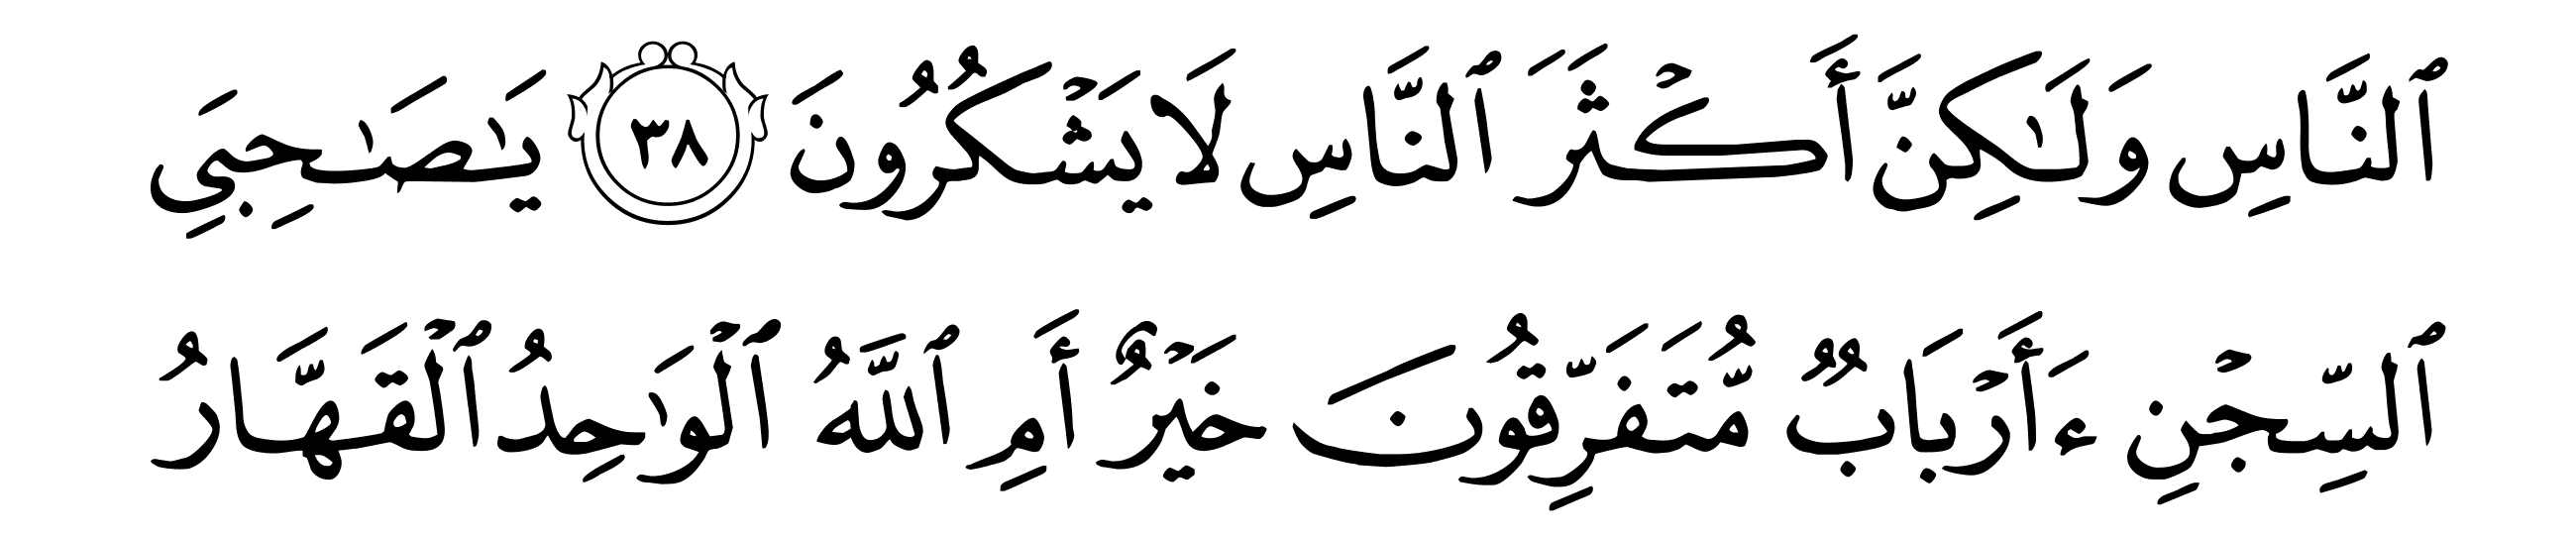 ٱلنَّاسِ وَلَـٰكِنَّ أَكۡثَرَ ٱلنَّاسِ لَا يَشۡكُرُونَ ٣٨ يَـٰصَـٰحِبَيِ
ٱلسِّجۡنِ ءَأَرۡبَابٌ مُّتَفَرِّقُونَ خَيۡرٌ أَمِ ٱللَّهُ ٱلۡوَٰحِدُ ٱلۡقَهَّارُ